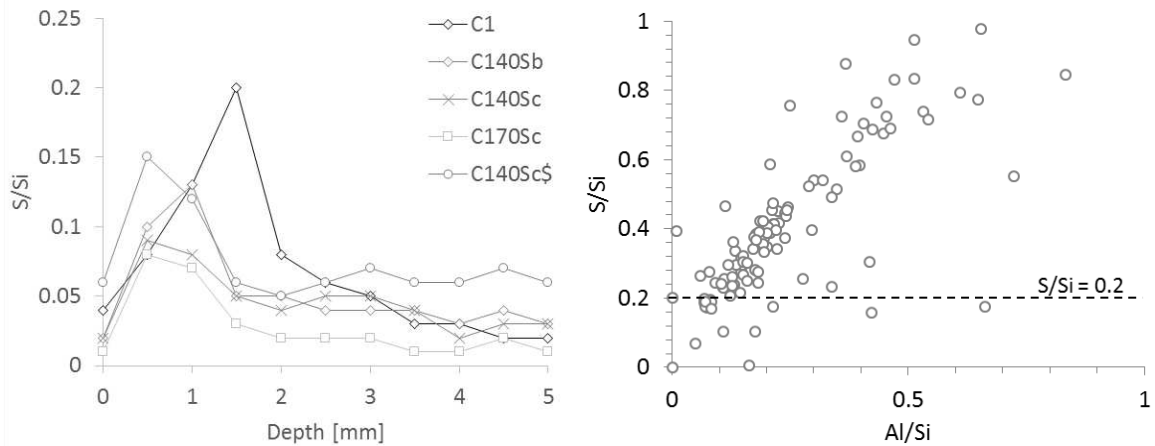 0.25
0.2
0.15
0.1
0.05
0
S/Si
0 1 2 3 4 5
Depth [mm]
C1
C140Sb
C140Sc
C170Sc
C140Sc$
1
0.8
0.6
0.4
0.2
0
S/Si
S/Si = 0.2
0 0.5 1
Al/Si